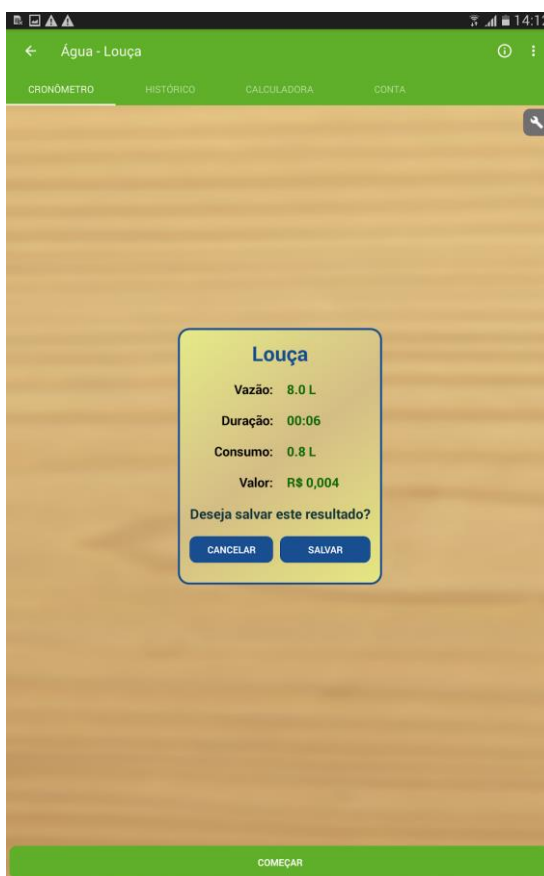 14:12
Água - Louça
CRONÔMETRO HISTÓRICO CALCULADORA CONTA
Louça
Vazão: 8.0 L
Duração: 00:06
Consumo: 0.8 L
Valor: R$ 0,004
Deseja salvar este resultado?
CANCELAR SALVAR
COMEÇAR